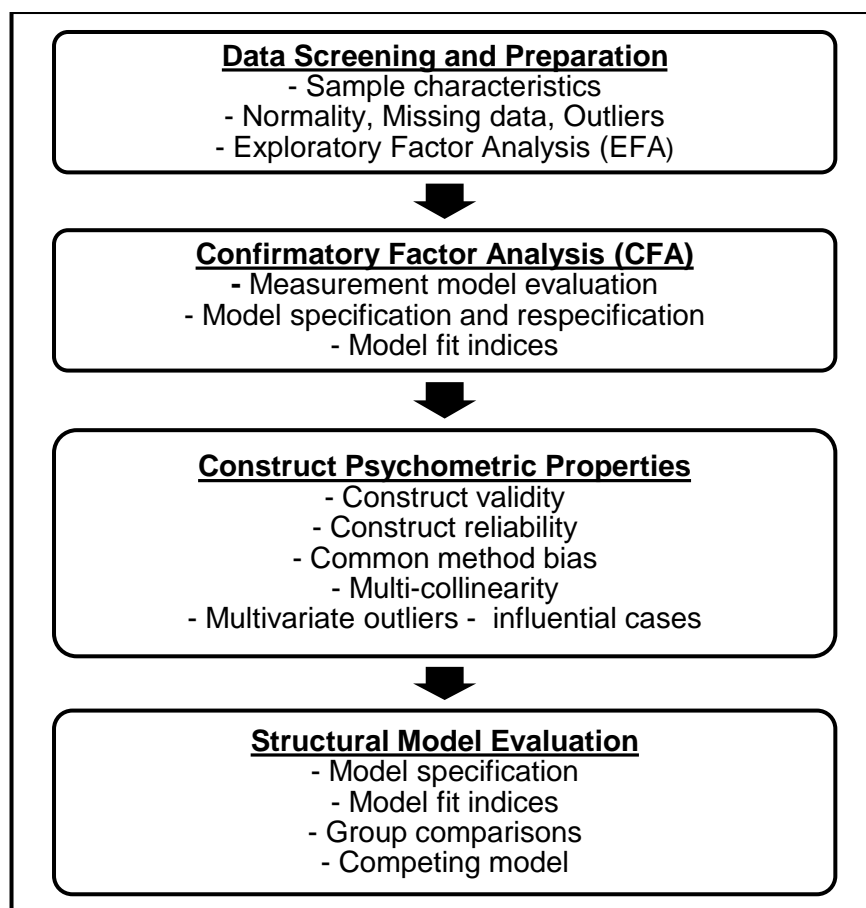 Data Screening and Preparation
- Sample characteristics
- Normality, Missing data, Outliers
- Exploratory Factor Analysis (EFA)
Confirmatory Factor Analysis (CFA)
- Measurement model evaluation
- Model specification and respecification
- Model fit indices
Construct Psychometric Properties
- Construct validity
- Construct reliability
- Common method bias
- Multi-collinearity
- Multivariate outliers - influential cases
Structural Model Evaluation
- Model specification
- Model fit indices
- Group comparisons
- Competing model